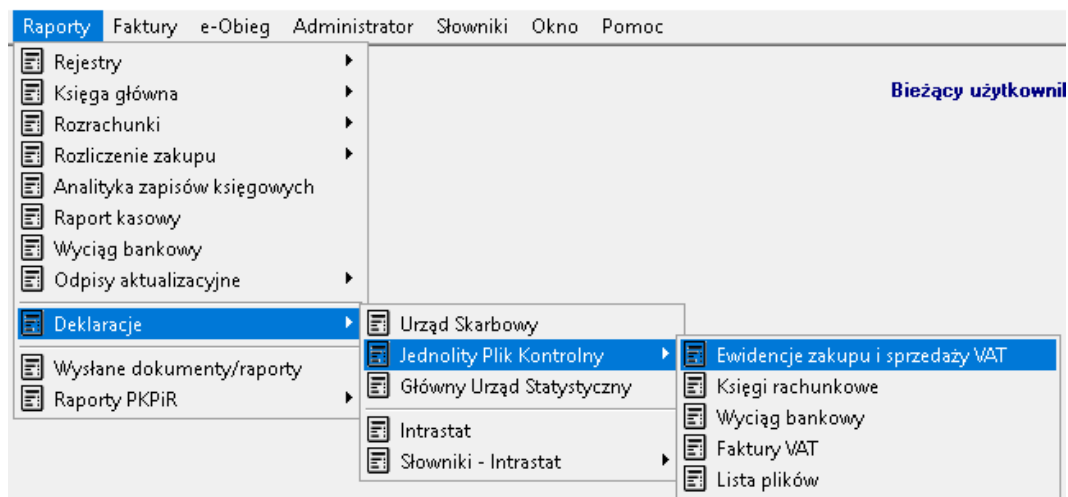 Raporty Faktury e-Obieg Administrator Słowniki Okno Pomoc
Rejestry
Księga główna
Bieżący
Rozrachunki
Rozliczenie zakupu
Analityka zapisów księgowych
Raport kasowy
Wyciąg bankowy
Odpisy aktualizacyjne
Deklaracje
Wysłane dokumenty/raporty
Raporty PKPiR
Urząd Skarbowy
Jednolity Plik Kontrolny
Główny Urząd Statystyczny
Intrastat
Słowniki - Intrastat
Ewidencje zakupu i sprzedaży VAT
Księgi rachunkowe
Wyciąg bankowy
Faktury VAT
Lista plików